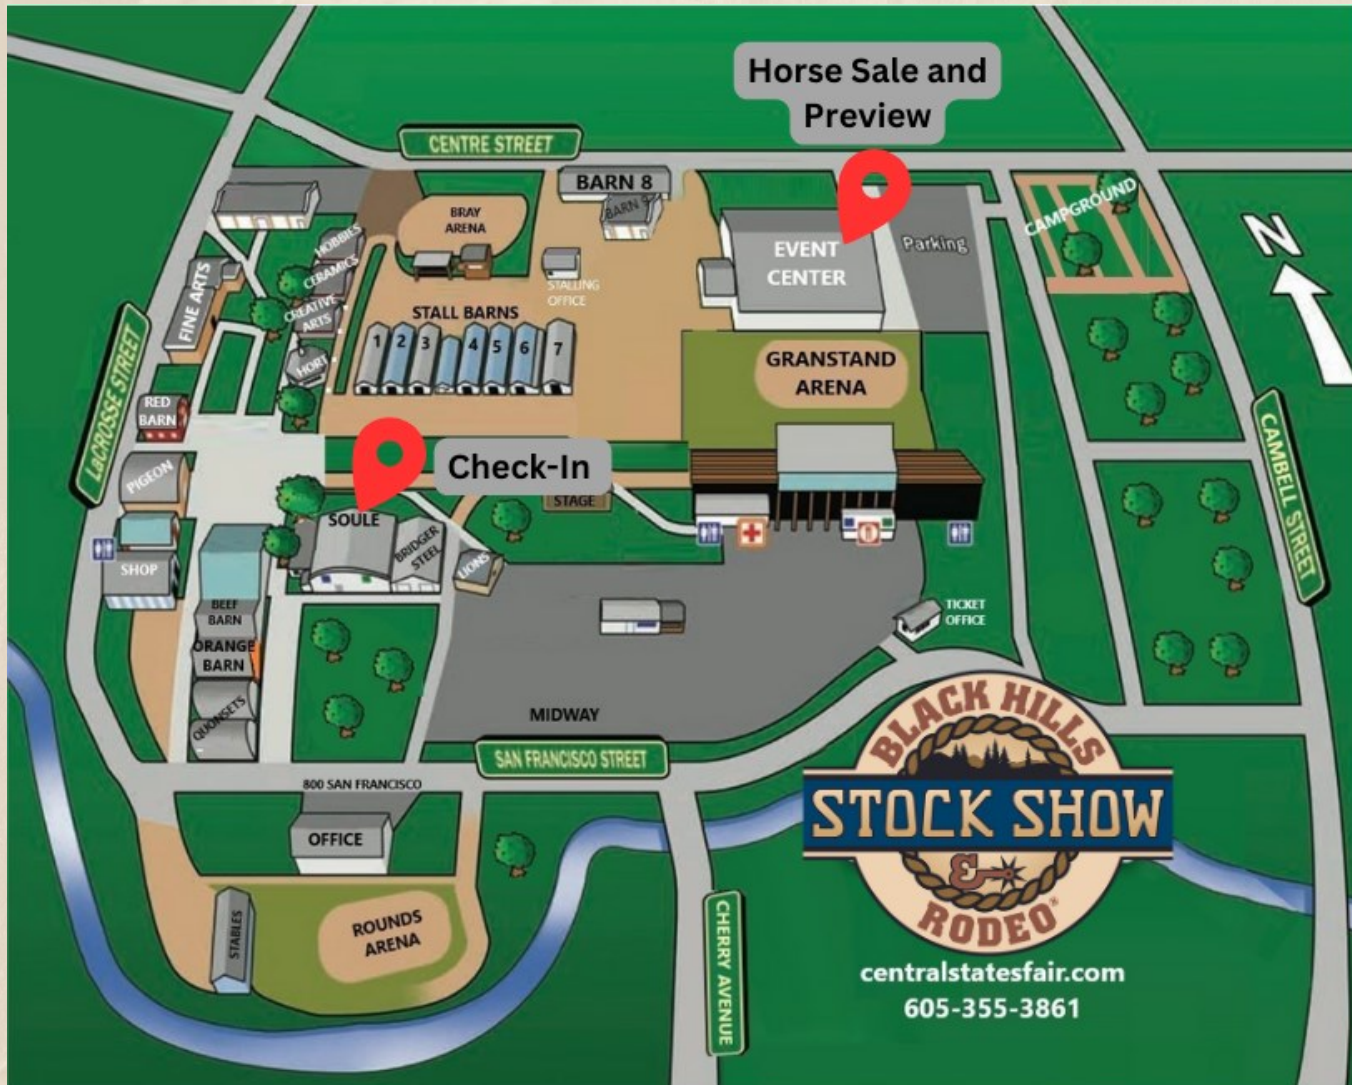 Horse Sale and
Preview
CENTRE STREET
BARN 8
BARN 9
BRAY
ARENA
HOBBIES
CERAMICS
CREATIVE
ARTS
HORT
FINE ARTS
STALLING
OFFICE
EVENT
CENTER
Parking
CAMPGROUND
N
STALL BARNS
1 2 3 4 5 6 7
GRANSTAND
ARENA
LaCROSSE STREET
RED
BARN
PIGEON
SHOP
Check-In
STAGE
SOULE
BRIDGER
STEEL
LIONS
CAMBELL STREET
BEEF
BARN
ORANGE
BARN
QUONSETS
TICKET
OFFICE
MIDWAY
SAN FRANCISCO STREET
800 SAN FRANCISCO
OFFICE
STABLES
ROUNDS
ARENA
CHERRY AVENUE
BLACK HILLS
STOCK SHOW
RODEO®
centralstatesfair.com
605-355-3861